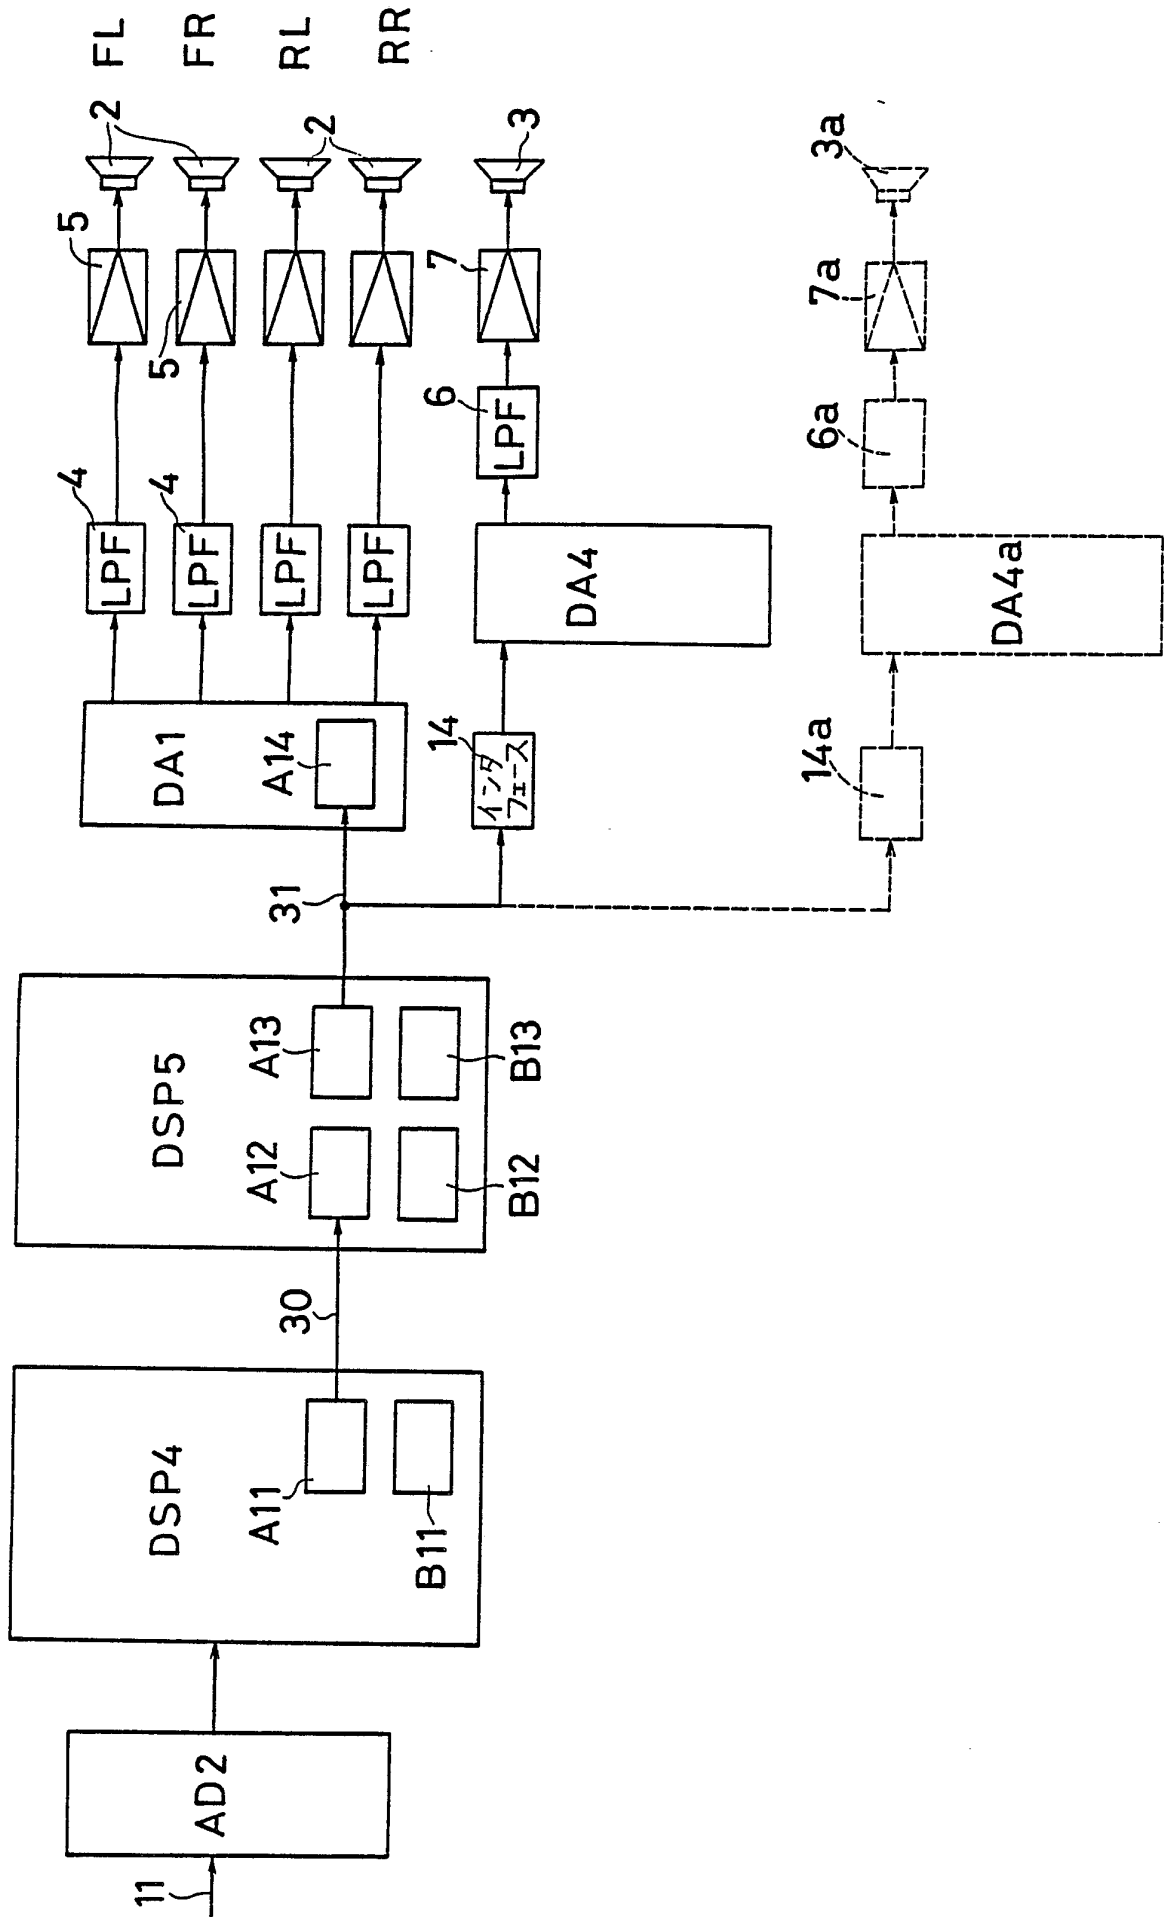 11
AD2
DSP4
A11
B11
30
DSP5
A12
A13
B12
B13
31
DA1
A14
4
LPF
4
LPF
LPF
LPF
5
5
2
2
FL
FR
RL
RR
14
インタ
フェース
DA4
6
LPF
7
3
14a
DA4a
6a
7a
3a